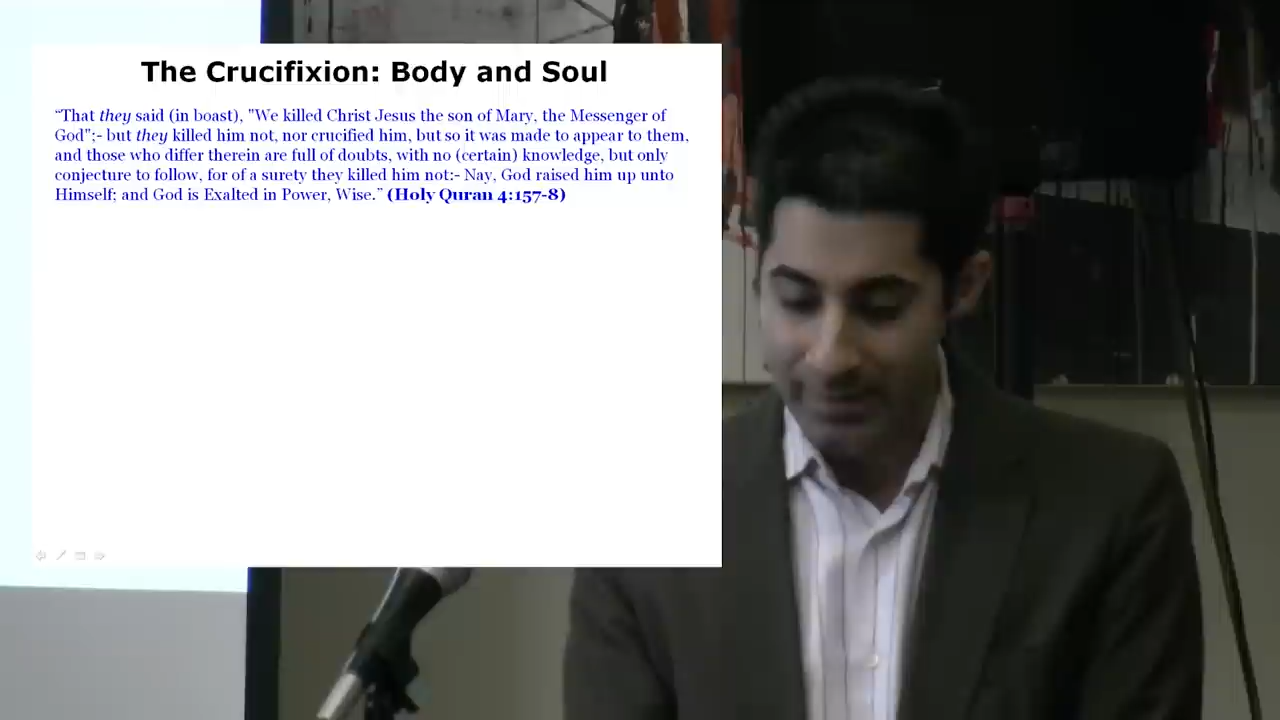 The Crucifixion: Body and Soul
“That they said (in boast), "We killed Christ Jesus the son of Mary, the Messenger of
God";- but they killed him not, nor crucified him, but so it was made to appear to them,
and those who differ therein are full of doubts, with no (certain) knowledge, but only
conjecture to follow, for of a surety they killed him not:- Nay, God raised him up unto
Himself; and God is Exalted in Power, Wise.” (Holy Quran 4:157-8)